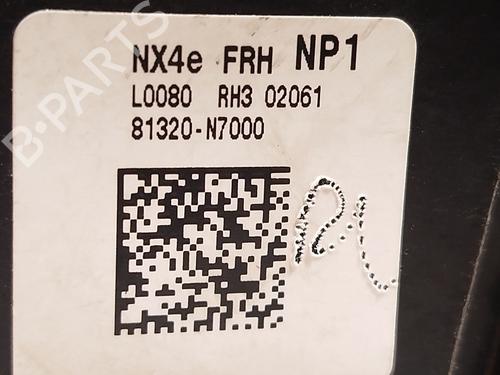 B-PARTS
NX4e FRH NP1
L0080 RH3 02061
81320-N7000